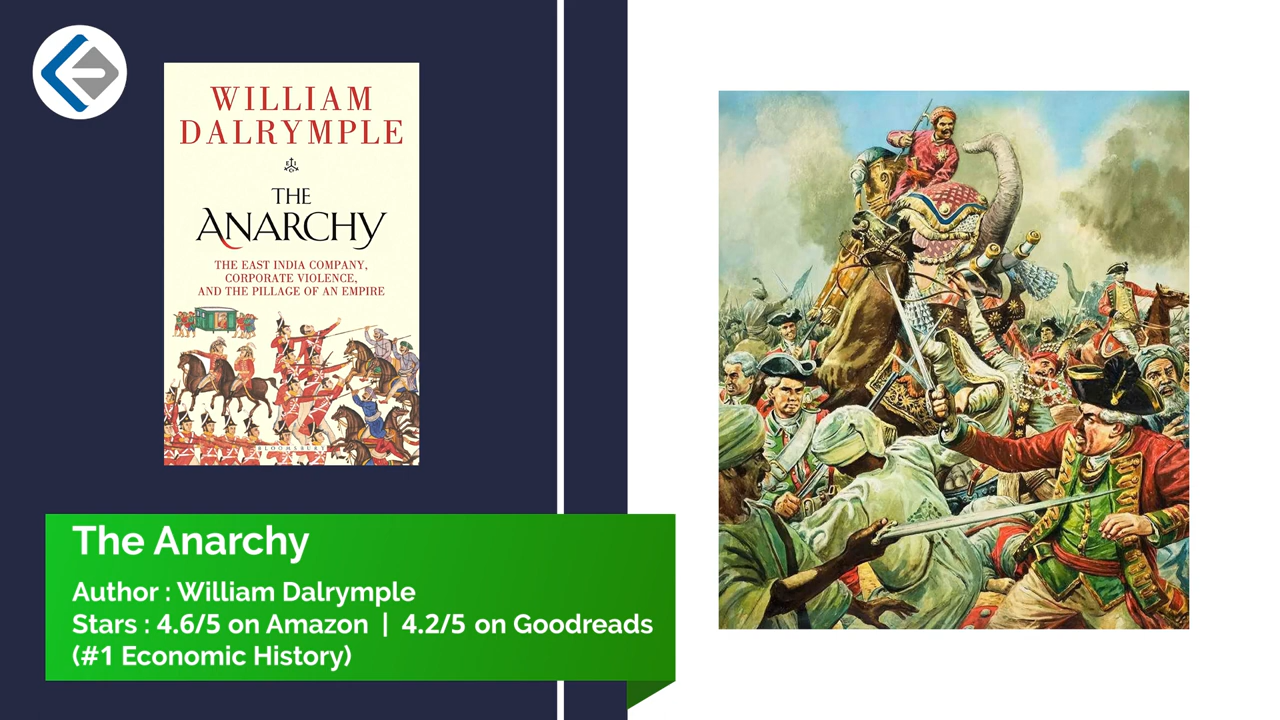 WILLIAM
DALRYMPLE
THE
ANARCHY
THE EAST INDIA COMPANY,
CORPORATE VIOLENCE,
AND THE PILLAGE OF AN EMPIRE
BLOOMSBURY
The Anarchy
Author : William Dalrymple
Stars : 4.6/5 on Amazon | 4.2/5 on Goodreads
(#1 Economic History)